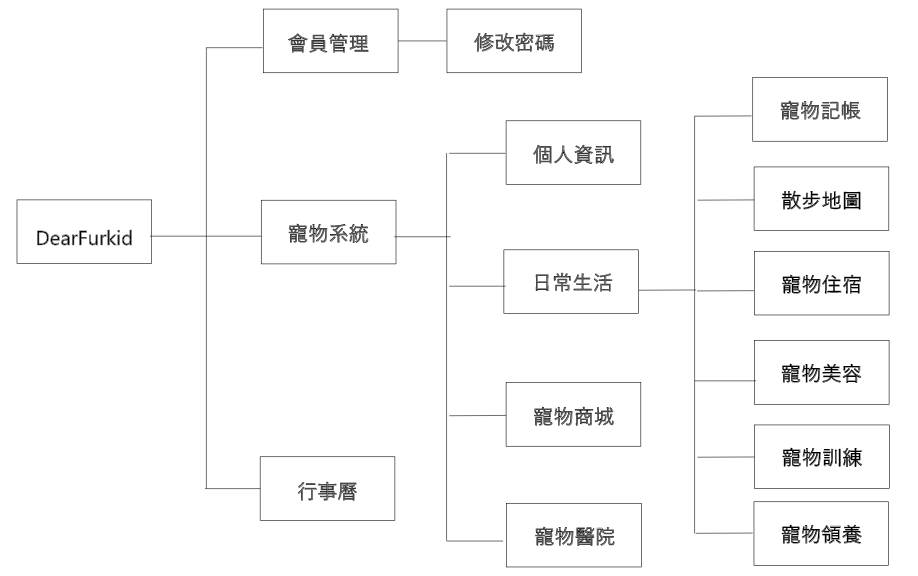 DearFurkid
會員管理
修改密碼
寵物系統
個人資訊
日常生活
寵物記帳
散步地圖
寵物住宿
寵物美容
寵物訓練
寵物領養
寵物商城
寵物醫院
行事曆